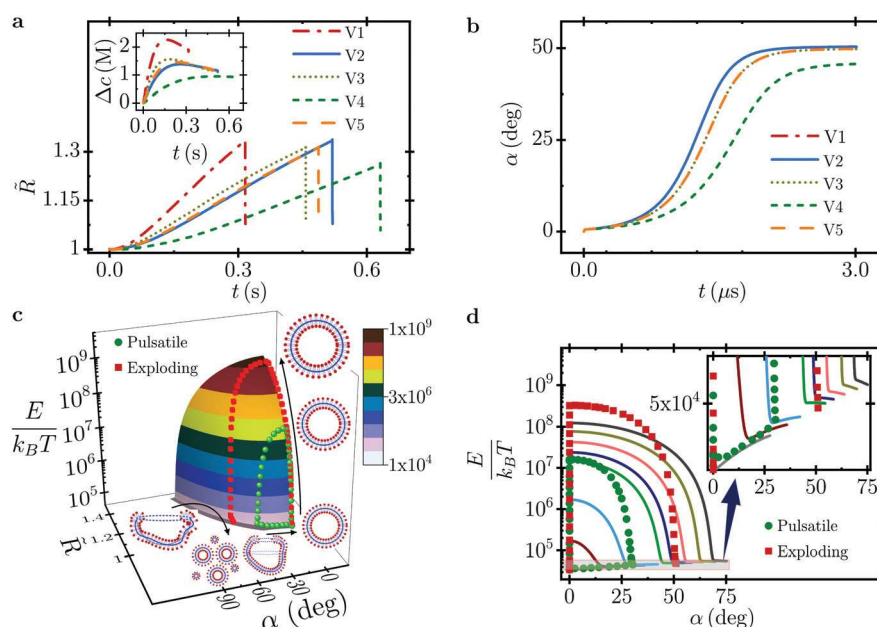 a
2
1
0
Δc (M)
0.0 0.3 0.6
t (s)
V1
V2
V3
V4
V5
1.3
1.15
1
R̃
0.0 0.3 0.6
t (s)
b
50
25
0
α (deg)
V1
V2
V3
V4
V5
0.0 3.0
t (μs)
c
Pulsatile
Exploding
E
k_BT
10⁹
10⁸
10⁷
10⁶
10⁵
1x10⁹
3x10⁶
1x10⁴
1.4
1.2
1
R
90
60
30
0
α (deg)
d
E
k_BT
10⁹
10⁸
10⁷
10⁶
10⁵
5x10⁴
0 25 50 75
Pulsatile
Exploding
0 25 50 75
α (deg)